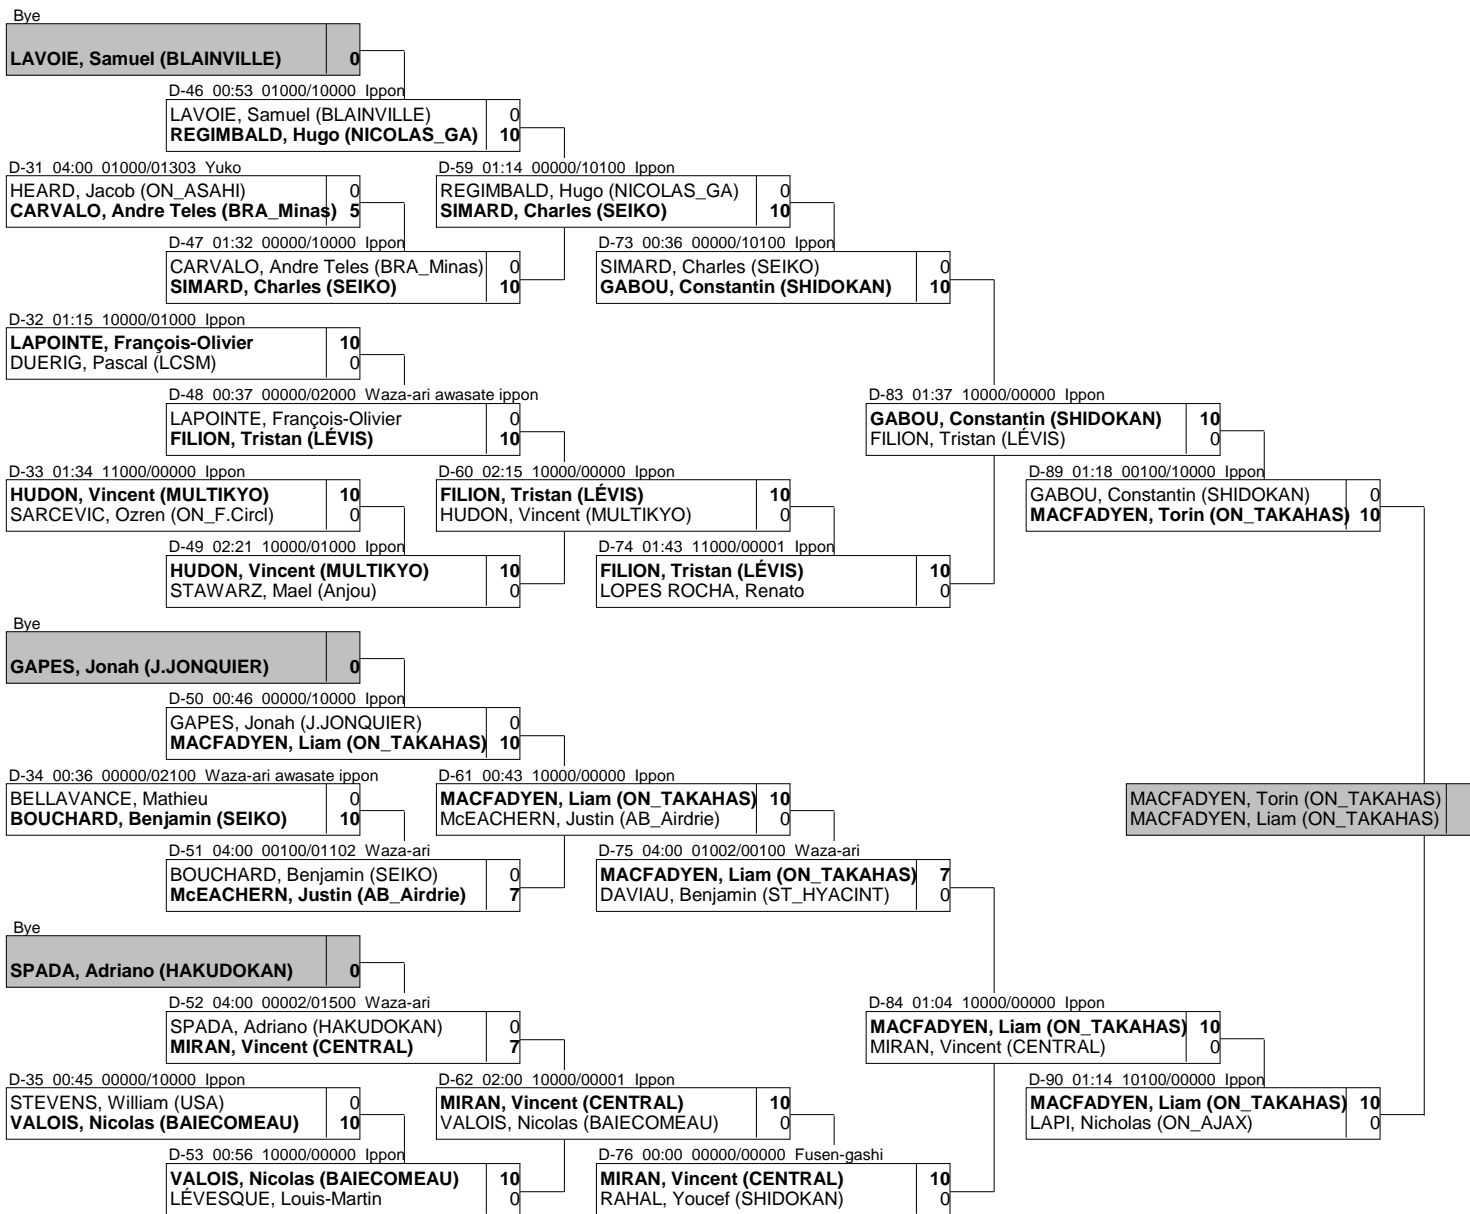 Bye
LAVOIE, Samuel (BLAINVILLE) 0
D-46 00:53 01000/10000 Ippon
LAVOIE, Samuel (BLAINVILLE) 0
REGIMBALD, Hugo (NICOLAS_GA) 10
D-31 04:00 01000/01303 Yuko
HEARD, Jacob (ON_ASAHI) 0
CARVALO, Andre Teles (BRA_Minas) 5
D-59 01:14 00000/10100 Ippon
REGIMBALD, Hugo (NICOLAS_GA) 0
SIMARD, Charles (SEIKO) 10
D-47 01:32 00000/10000 Ippon
CARVALO, Andre Teles (BRA_Minas) 0
SIMARD, Charles (SEIKO) 10
D-73 00:36 00000/10100 Ippon
SIMARD, Charles (SEIKO) 0
GABOU, Constantin (SHIDOKAN) 10
D-32 01:15 10000/01000 Ippon
LAPOINTE, François-Olivier 10
DUERIG, Pascal (LCSM) 0
D-48 00:37 00000/02000 Waza-ari awasate ippon
LAPOINTE, François-Olivier 0
FILION, Tristan (LÉVIS) 10
D-83 01:37 10000/00000 Ippon
GABOU, Constantin (SHIDOKAN) 10
FILION, Tristan (LÉVIS) 0
D-33 01:34 11000/00000 Ippon
HUDON, Vincent (MULTIKYO) 10
SARCEVIC, Ozren (ON_F.Circl) 0
D-60 02:15 10000/00000 Ippon
FILION, Tristan (LÉVIS) 10
HUDON, Vincent (MULTIKYO) 0
D-89 01:18 00100/10000 Ippon
GABOU, Constantin (SHIDOKAN) 0
MACFADYEN, Torin (ON_TAKAHAS) 10
D-49 02:21 10000/01000 Ippon
HUDON, Vincent (MULTIKYO) 10
STAWARZ, Mael (Anjou) 0
D-74 01:43 11000/00001 Ippon
FILION, Tristan (LÉVIS) 10
LOPES ROCHA, Renato 0
Bye
GAPES, Jonah (J.JONQUIER) 0
D-50 00:46 00000/10000 Ippon
GAPES, Jonah (J.JONQUIER) 0
MACFADYEN, Liam (ON_TAKAHAS) 10
D-34 00:36 00000/02100 Waza-ari awasate ippon
BELLAVANCE, Mathieu 0
BOUCHARD, Benjamin (SEIKO) 10
D-61 00:43 10000/00000 Ippon
MACFADYEN, Liam (ON_TAKAHAS) 10
McEACHERN, Justin (AB_Airdrie) 0
MACFADYEN, Torin (ON_TAKAHAS)
MACFADYEN, Liam (ON_TAKAHAS)
D-51 04:00 00100/01102 Waza-ari
BOUCHARD, Benjamin (SEIKO) 0
McEACHERN, Justin (AB_Airdrie) 7
D-75 04:00 01002/00100 Waza-ari
MACFADYEN, Liam (ON_TAKAHAS) 7
DAVIAU, Benjamin (ST_HYACINT) 0
Bye
SPADA, Adriano (HAKUDOKAN) 0
D-52 04:00 00002/01500 Waza-ari
SPADA, Adriano (HAKUDOKAN) 0
MIRAN, Vincent (CENTRAL) 7
D-84 01:04 10000/00000 Ippon
MACFADYEN, Liam (ON_TAKAHAS) 10
MIRAN, Vincent (CENTRAL) 0
D-35 00:45 00000/10000 Ippon
STEVENS, William (USA) 0
VALOIS, Nicolas (BAIECOMEAU) 10
D-62 02:00 10000/00001 Ippon
MIRAN, Vincent (CENTRAL) 10
VALOIS, Nicolas (BAIECOMEAU) 0
D-90 01:14 10100/00000 Ippon
MACFADYEN, Liam (ON_TAKAHAS) 10
LAPI, Nicholas (ON_AJAX) 0
D-53 00:56 10000/00000 Ippon
VALOIS, Nicolas (BAIECOMEAU) 10
LÉVESQUE, Louis-Martin 0
D-76 00:00 00000/00000 Fusen-gashi
MIRAN, Vincent (CENTRAL) 10
RAHAL, Youcef (SHIDOKAN) 0